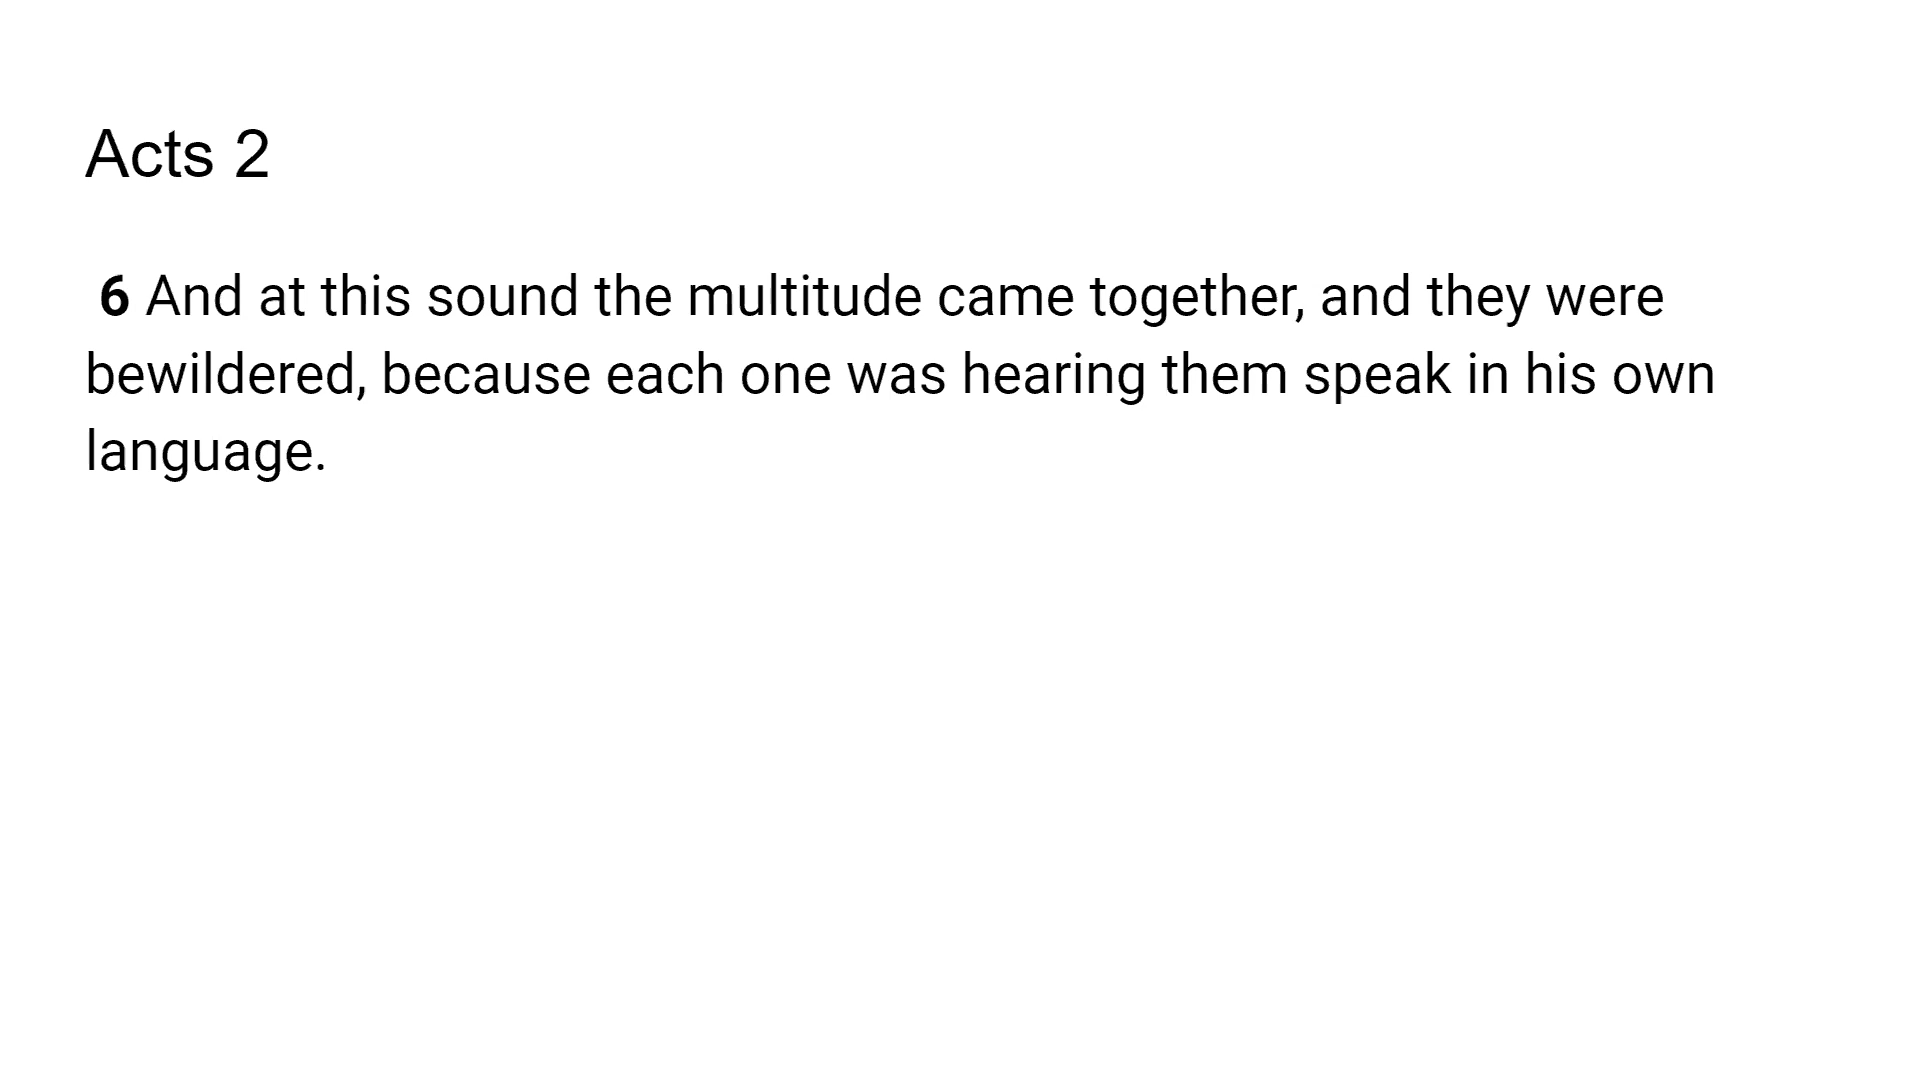 Acts 2
6 And at this sound the multitude came together, and they were
bewildered, because each one was hearing them speak in his own
language.